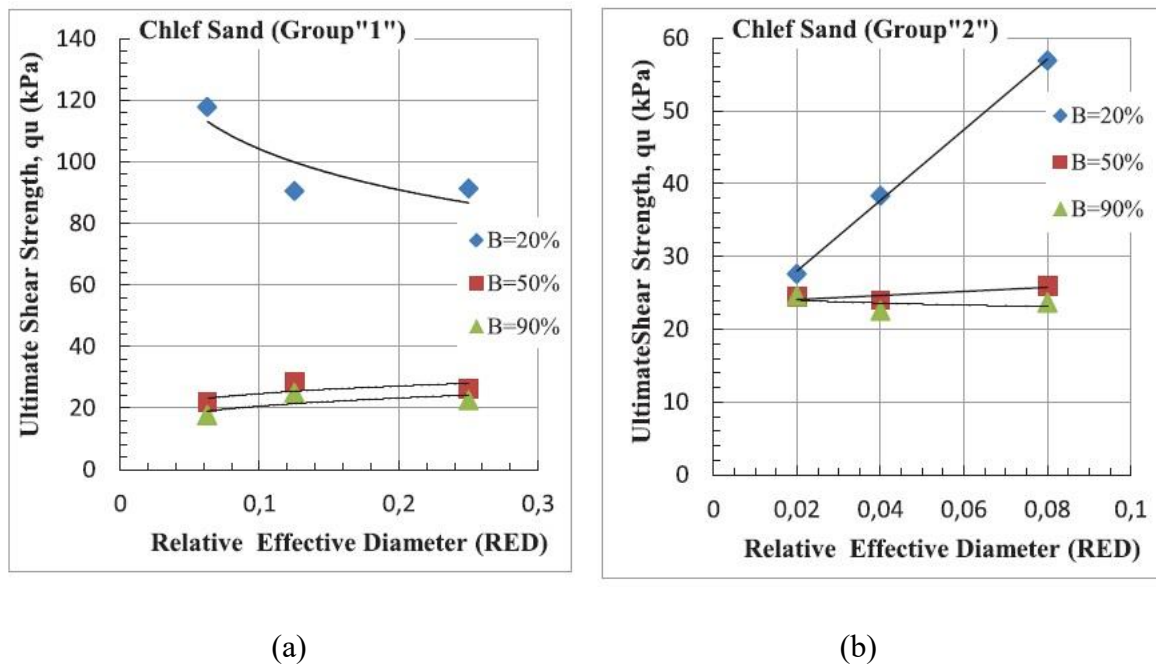 Chlef Sand (Group"1")
Ultimate Shear Strength, qu (kPa)
140
120
100
80
60
40
20
0
B=20%
B=50%
B=90%
0
0,1
0,2
0,3
Relative Effective Diameter (RED)
(a)
Chlef Sand (Group"2")
UltimateShear Strength, qu (kPa)
60
50
40
30
20
10
0
B=20%
B=50%
B=90%
0
0,02
0,04
0,06
0,08
0,1
Relative Effective Diameter (RED)
(b)